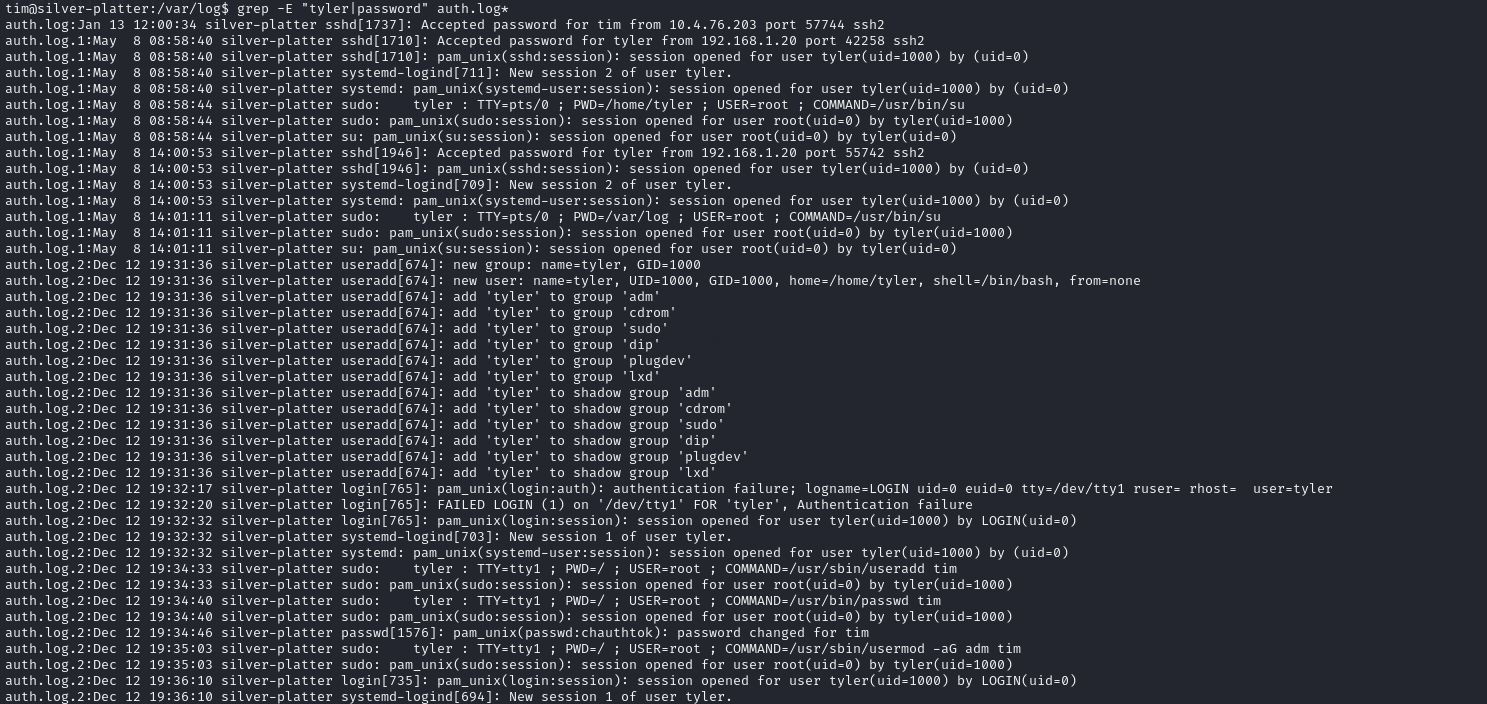 tim@silver-platter:/var/log$ grep -E "tyler|password" auth.log*
auth.log:Jan 13 12:00:34 silver-platter sshd[1737]: Accepted password for tim from 10.4.76.203 port 57744 ssh2
auth.log.1:May  8 08:58:40 silver-platter sshd[1710]: Accepted password for tyler from 192.168.1.20 port 42258 ssh2
auth.log.1:May  8 08:58:40 silver-platter sshd[1710]: pam_unix(sshd:session): session opened for user tyler(uid=1000) by (uid=0)
auth.log.1:May  8 08:58:40 silver-platter systemd-logind[711]: New session 2 of user tyler.
auth.log.1:May  8 08:58:40 silver-platter systemd: pam_unix(systemd-user:session): session opened for user tyler(uid=1000) by (uid=0)
auth.log.1:May  8 08:58:44 silver-platter sudo:    tyler : TTY=pts/0 ; PWD=/home/tyler ; USER=root ; COMMAND=/usr/bin/su
auth.log.1:May  8 08:58:44 silver-platter sudo: pam_unix(sudo:session): session opened for user root(uid=0) by tyler(uid=1000)
auth.log.1:May  8 08:58:44 silver-platter su: pam_unix(su:session): session opened for user root(uid=0) by tyler(uid=0)
auth.log.1:May  8 14:00:53 silver-platter sshd[1946]: Accepted password for tyler from 192.168.1.20 port 55742 ssh2
auth.log.1:May  8 14:00:53 silver-platter sshd[1946]: pam_unix(sshd:session): session opened for user tyler(uid=1000) by (uid=0)
auth.log.1:May  8 14:00:53 silver-platter systemd-logind[709]: New session 2 of user tyler.
auth.log.1:May  8 14:00:53 silver-platter systemd: pam_unix(systemd-user:session): session opened for user tyler(uid=1000) by (uid=0)
auth.log.1:May  8 14:01:11 silver-platter sudo:    tyler : TTY=pts/0 ; PWD=/var/log ; USER=root ; COMMAND=/usr/bin/su
auth.log.1:May  8 14:01:11 silver-platter sudo: pam_unix(sudo:session): session opened for user root(uid=0) by tyler(uid=1000)
auth.log.1:May  8 14:01:11 silver-platter su: pam_unix(su:session): session opened for user root(uid=0) by tyler(uid=0)
auth.log.2:Dec 12 19:31:36 silver-platter useradd[674]: new group: name=tyler, GID=1000
auth.log.2:Dec 12 19:31:36 silver-platter useradd[674]: new user: name=tyler, UID=1000, GID=1000, home=/home/tyler, shell=/bin/bash, from=none
auth.log.2:Dec 12 19:31:36 silver-platter useradd[674]: add 'tyler' to group 'adm'
auth.log.2:Dec 12 19:31:36 silver-platter useradd[674]: add 'tyler' to group 'cdrom'
auth.log.2:Dec 12 19:31:36 silver-platter useradd[674]: add 'tyler' to group 'sudo'
auth.log.2:Dec 12 19:31:36 silver-platter useradd[674]: add 'tyler' to group 'dip'
auth.log.2:Dec 12 19:31:36 silver-platter useradd[674]: add 'tyler' to group 'plugdev'
auth.log.2:Dec 12 19:31:36 silver-platter useradd[674]: add 'tyler' to group 'lxd'
auth.log.2:Dec 12 19:31:36 silver-platter useradd[674]: add 'tyler' to shadow group 'adm'
auth.log.2:Dec 12 19:31:36 silver-platter useradd[674]: add 'tyler' to shadow group 'cdrom'
auth.log.2:Dec 12 19:31:36 silver-platter useradd[674]: add 'tyler' to shadow group 'sudo'
auth.log.2:Dec 12 19:31:36 silver-platter useradd[674]: add 'tyler' to shadow group 'dip'
auth.log.2:Dec 12 19:31:36 silver-platter useradd[674]: add 'tyler' to shadow group 'plugdev'
auth.log.2:Dec 12 19:31:36 silver-platter useradd[674]: add 'tyler' to shadow group 'lxd'
auth.log.2:Dec 12 19:32:17 silver-platter login[765]: pam_unix(login:auth): authentication failure; logname=LOGIN uid=0 euid=0 tty=/dev/tty1 ruser= rhost=  user=tyler
auth.log.2:Dec 12 19:32:20 silver-platter login[765]: FAILED LOGIN (1) on '/dev/tty1' FOR 'tyler', Authentication failure
auth.log.2:Dec 12 19:32:32 silver-platter login[765]: pam_unix(login:session): session opened for user tyler(uid=1000) by LOGIN(uid=0)
auth.log.2:Dec 12 19:32:32 silver-platter systemd-logind[703]: New session 1 of user tyler.
auth.log.2:Dec 12 19:32:32 silver-platter systemd: pam_unix(systemd-user:session): session opened for user tyler(uid=1000) by (uid=0)
auth.log.2:Dec 12 19:34:33 silver-platter sudo:    tyler : TTY=tty1 ; PWD=/ ; USER=root ; COMMAND=/usr/sbin/useradd tim
auth.log.2:Dec 12 19:34:33 silver-platter sudo: pam_unix(sudo:session): session opened for user root(uid=0) by tyler(uid=1000)
auth.log.2:Dec 12 19:34:40 silver-platter sudo:    tyler : TTY=tty1 ; PWD=/ ; USER=root ; COMMAND=/usr/bin/passwd tim
auth.log.2:Dec 12 19:34:40 silver-platter sudo: pam_unix(sudo:session): session opened for user root(uid=0) by tyler(uid=1000)
auth.log.2:Dec 12 19:34:46 silver-platter passwd[1576]: pam_unix(passwd:chauthtok): password changed for tim
auth.log.2:Dec 12 19:35:03 silver-platter sudo:    tyler : TTY=tty1 ; PWD=/ ; USER=root ; COMMAND=/usr/sbin/usermod -aG adm tim
auth.log.2:Dec 12 19:35:03 silver-platter sudo: pam_unix(sudo:session): session opened for user root(uid=0) by tyler(uid=1000)
auth.log.2:Dec 12 19:36:10 silver-platter login[735]: pam_unix(login:session): session opened for user tyler(uid=1000) by LOGIN(uid=0)
auth.log.2:Dec 12 19:36:10 silver-platter systemd-logind[694]: New session 1 of user tyler.